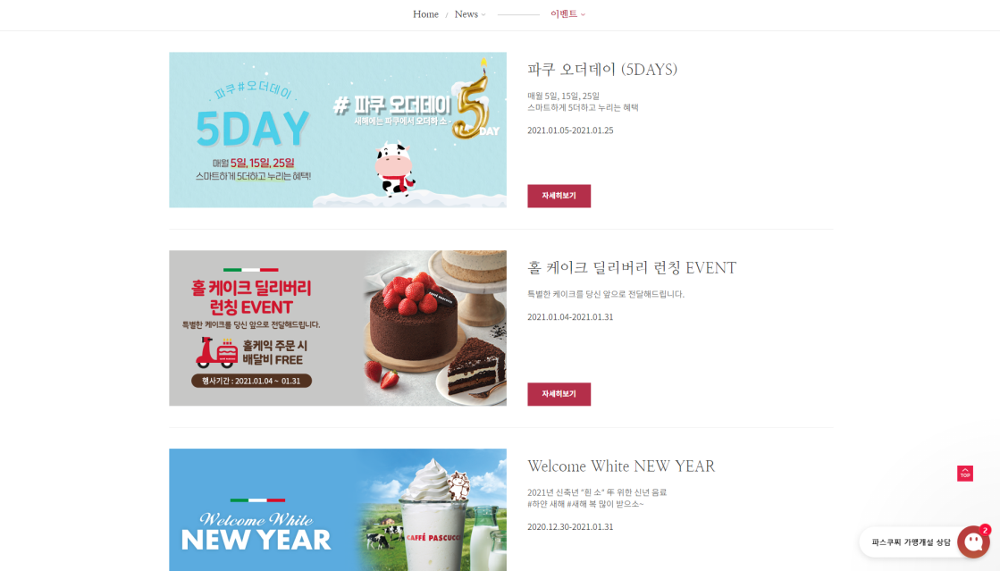 Home / News
이벤트
파쿠#오더데이
5DAY
매월 5일, 15일, 25일
스마트하게 5더하고 누리는 혜택!
# 파쿠 오더데이
새해에는 파쿠에서 오더하 소~
5
DAY
파쿠 오더데이 (5DAYS)
매월 5일, 15일, 25일
스마트하게 5더하고 누리는 혜택
2021.01.05-2021.01.25
자세히보기
홀 케이크 딜리버리
런칭 EVENT
특별한 케이크를 당신 앞으로 전달해드립니다.
홀케익 주문 시
배달비 FREE
행사기간 : 2021.01.04 ~ 01.31
홀 케이크 딜리버리 런칭 EVENT
특별한 케이크를 당신 앞으로 전달해드립니다.
2021.01.04-2021.01.31
자세히보기
Welcome White
NEW YEAR
CAFFÉ PASCUCCI
Welcome White NEW YEAR
2021년 신축년 "흰 소" 年 위한 신년 음료
#하얀 새해 #새해 복 많이 받으소~
2020.12.30-2021.01.31
TOP
파스쿠찌 가맹개설 상담
2